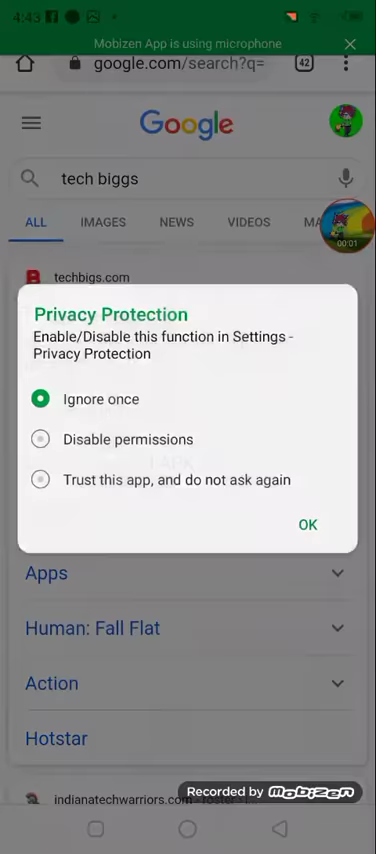 4:43
Mobizen App is using microphone
google.com/search?q=
42
Google
tech biggs
ALL
IMAGES
NEWS
VIDEOS
MA
00:01
techbigs.com
Privacy Protection
Enable/Disable this function in Settings -
Privacy Protection
Ignore once
Disable permissions
Trust this app, and do not ask again
OK
Apps
Human: Fall Flat
Action
Hotstar
Recorded by Mobizen
indianatechwarriors.com